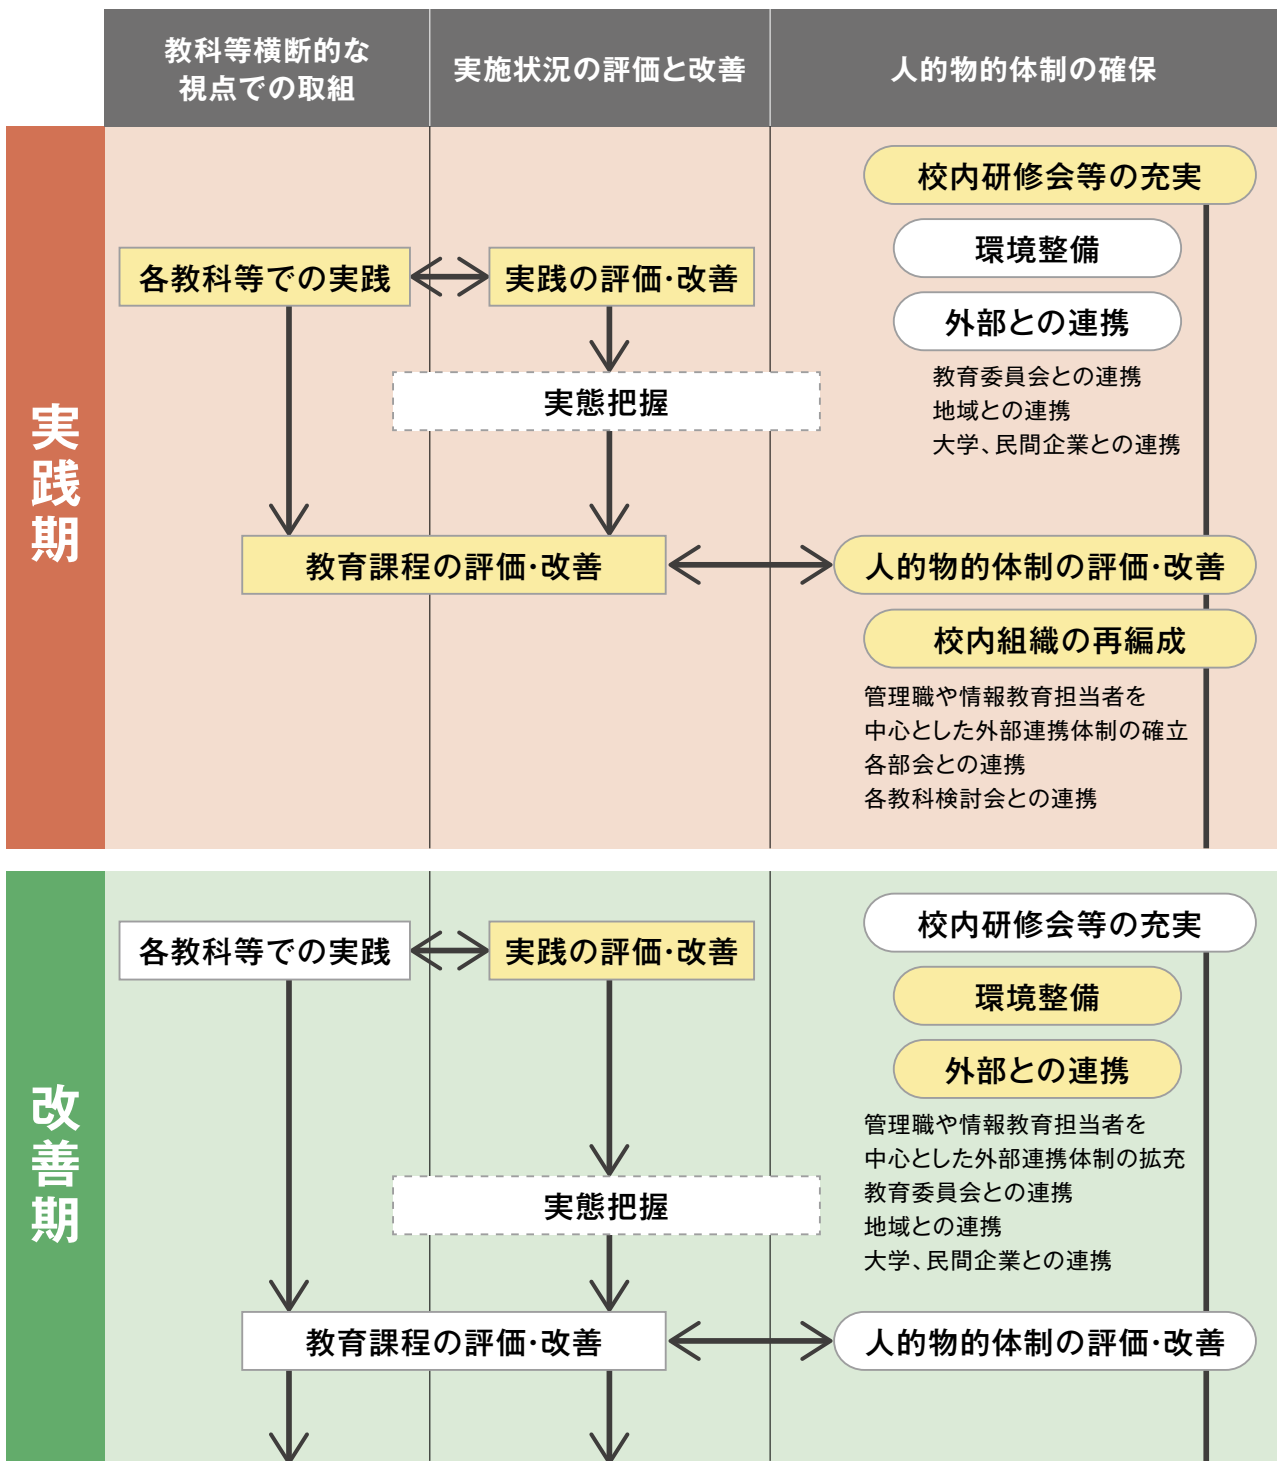 教科等横断的な
視点での取組
実施状況の評価と改善
人的物的体制の確保
実践期
校内研修会等の充実
環境整備
各教科等での実践
実践の評価・改善
外部との連携
教育委員会との連携
地域との連携
大学、民間企業との連携
実態把握
教育課程の評価・改善
人的物的体制の評価・改善
校内組織の再編成
管理職や情報教育担当者を
中心とした外部連携体制の確立
各部会との連携
各教科検討会との連携
改善期
校内研修会等の充実
各教科等での実践
実践の評価・改善
環境整備
外部との連携
管理職や情報教育担当者を
中心とした外部連携体制の拡充
教育委員会との連携
地域との連携
大学、民間企業との連携
実態把握
教育課程の評価・改善
人的物的体制の評価・改善